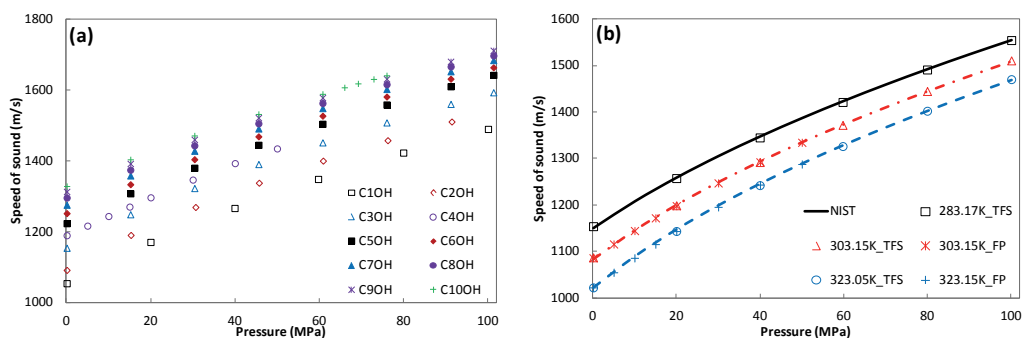 (a)
Speed of sound (m/s)
1800
1600
1400
1200
1000
0 20 40 60 80 100
Pressure (MPa)
C1OH C2OH
C3OH C4OH
C5OH C6OH
C7OH C8OH
C9OH C10OH
(b)
Speed of sound (m/s)
1600
1500
1400
1300
1200
1100
1000
0 20 40 60 80 100
Pressure (MPa)
NIST 283.17K_TFS
303.15K_TFS 303.15K_FP
323.05K_TFS 323.15K_FP